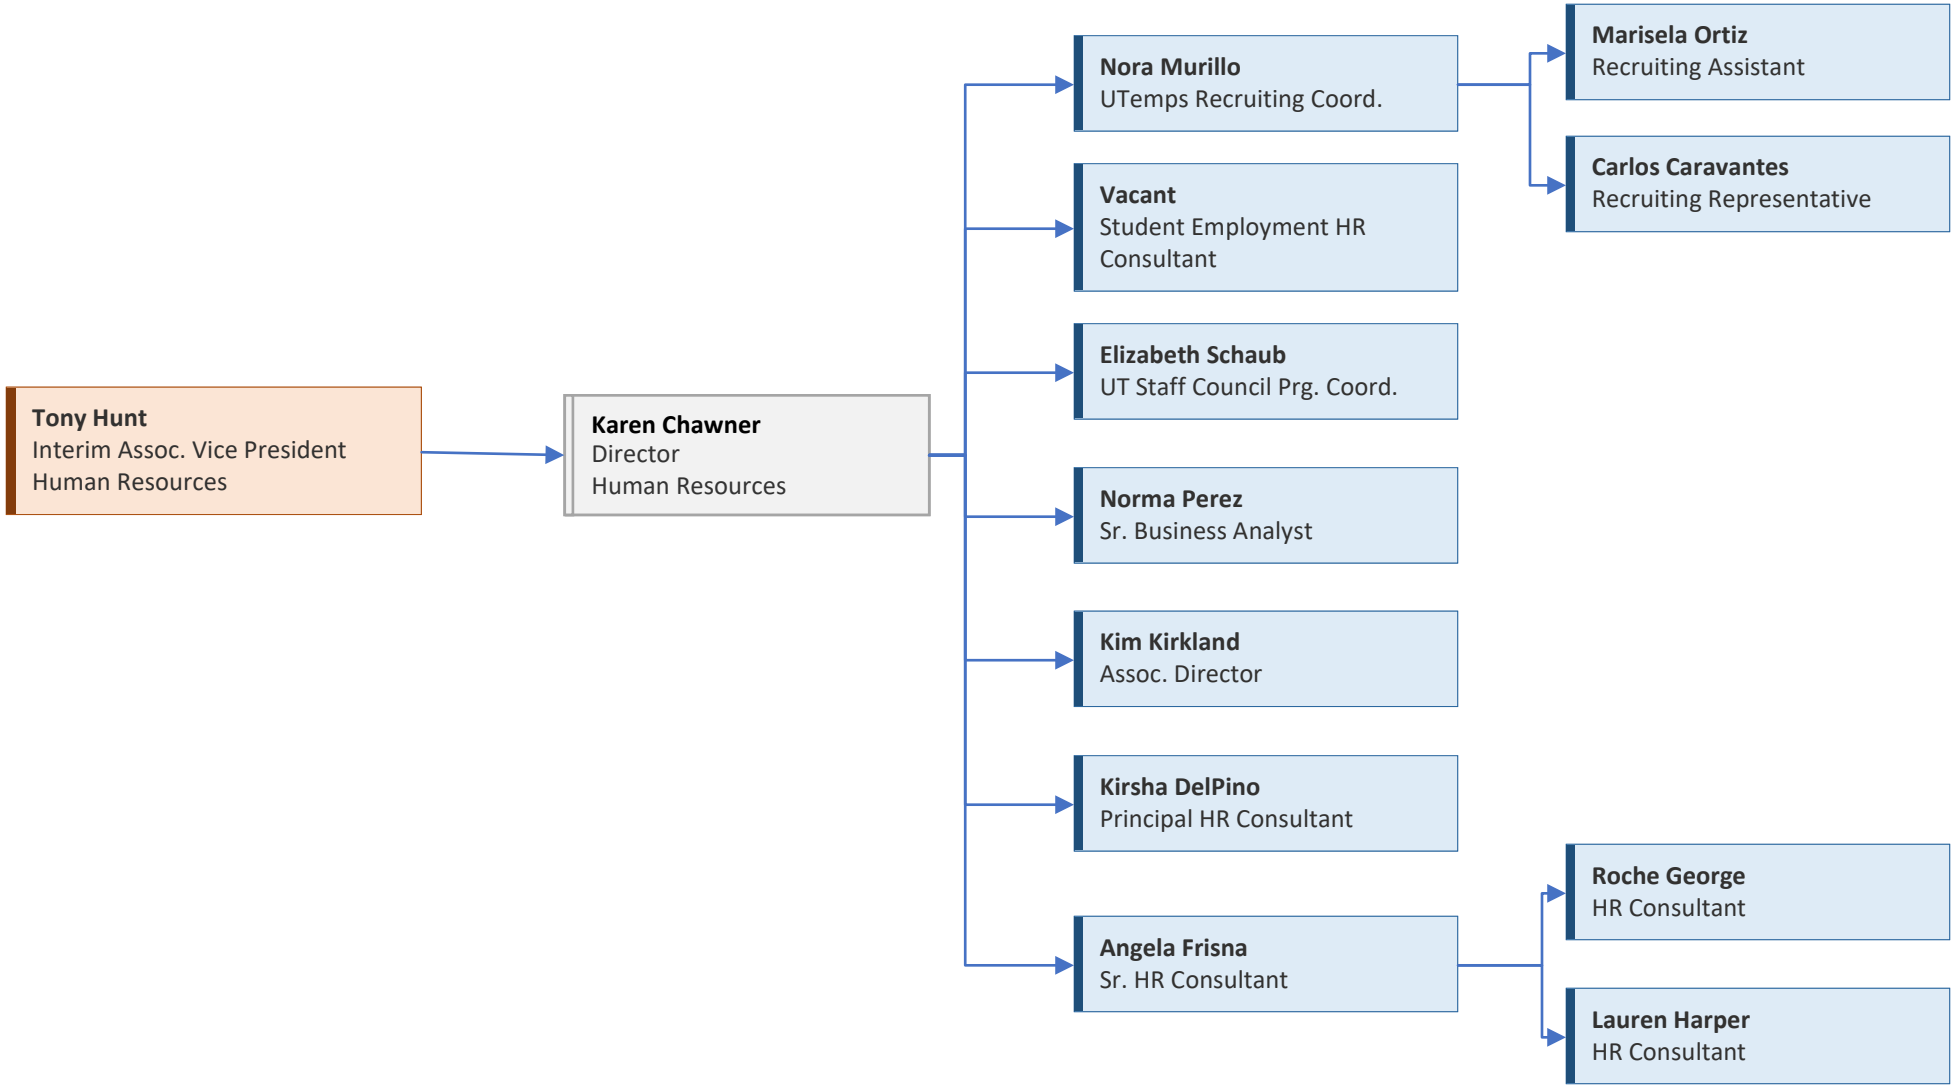 Tony Hunt
Interim Assoc. Vice President
Human Resources
Karen Chawner
Director
Human Resources
Nora Murillo
UTemps Recruiting Coord.
Vacant
Student Employment HR
Consultant
Elizabeth Schaub
UT Staff Council Prg. Coord.
Norma Perez
Sr. Business Analyst
Kim Kirkland
Assoc. Director
Kirsha DelPino
Principal HR Consultant
Angela Frisna
Sr. HR Consultant
Marisela Ortiz
Recruiting Assistant
Carlos Caravantes
Recruiting Representative
Roche George
HR Consultant
Lauren Harper
HR Consultant